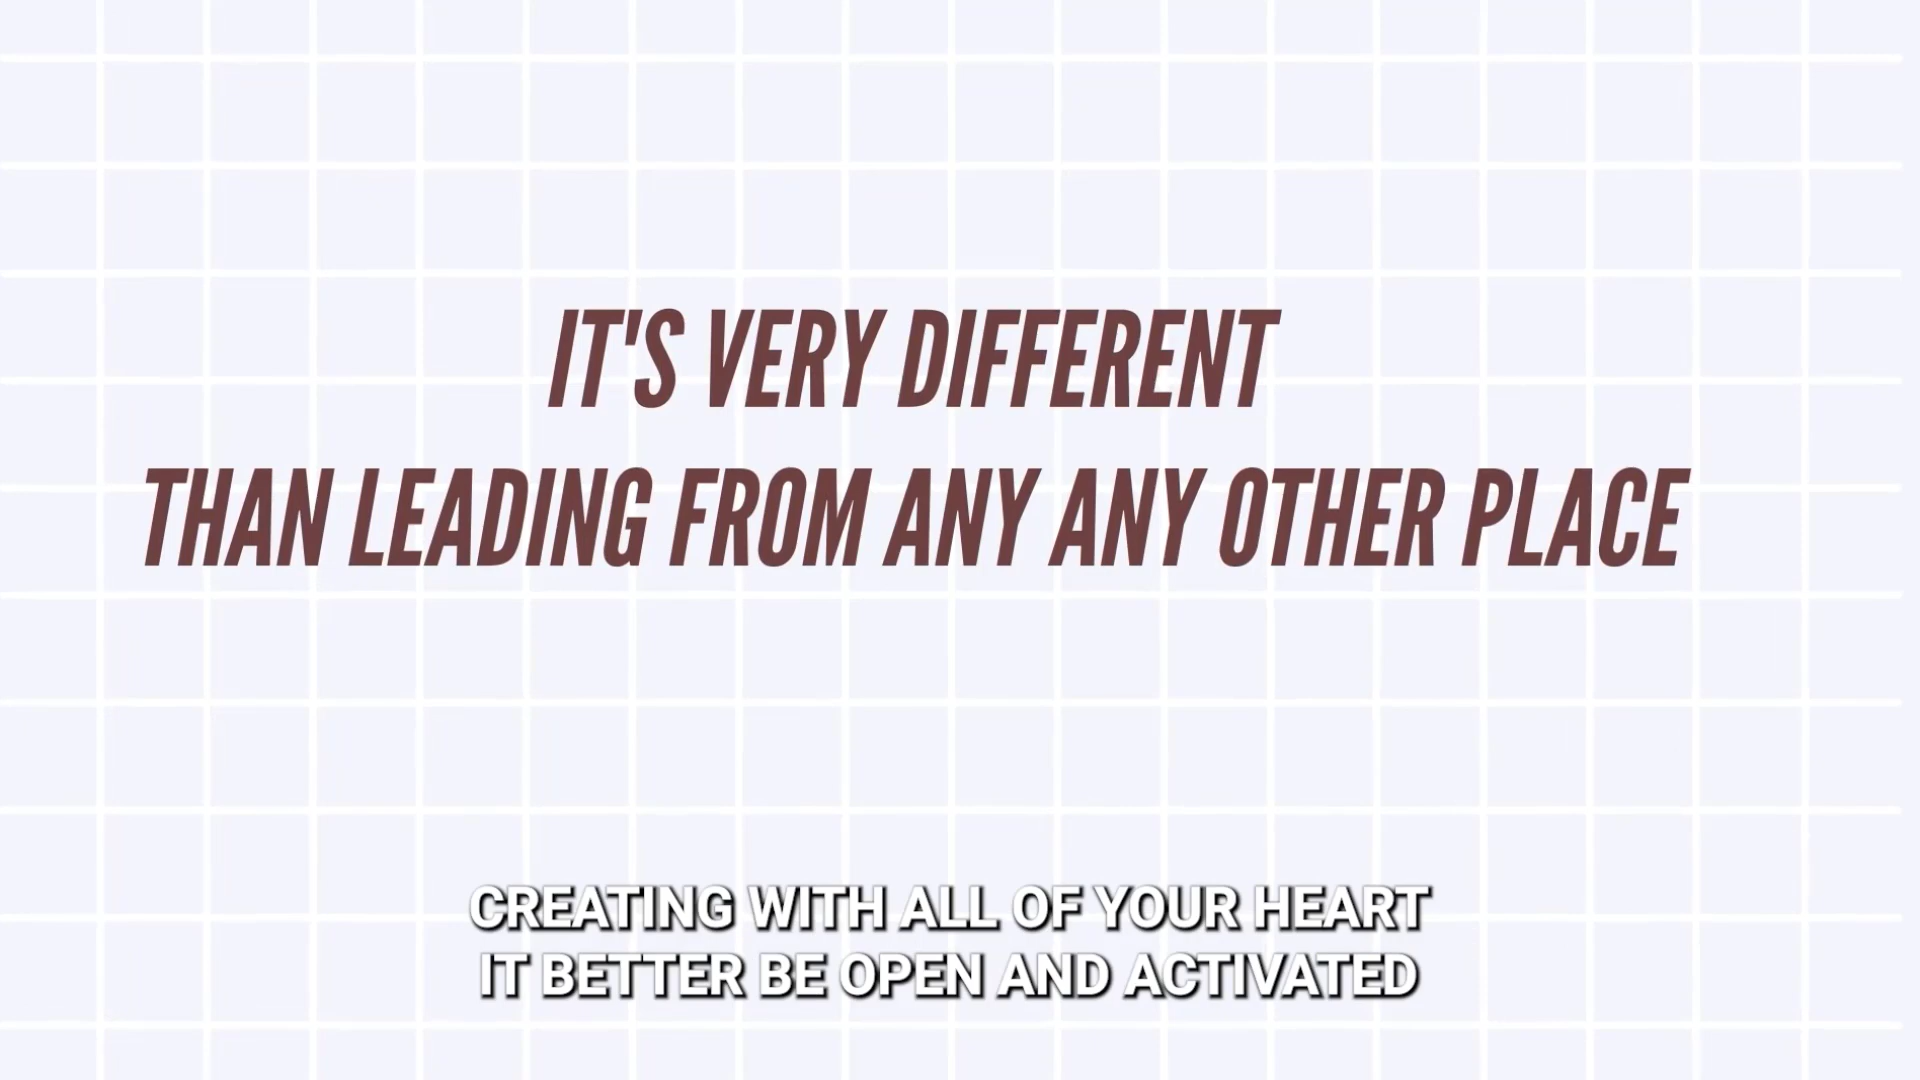 IT'S VERY DIFFERENT
THAN LEADING FROM ANY ANY OTHER PLACE
CREATING WITH ALL OF YOUR HEART
IT BETTER BE OPEN AND ACTIVATED